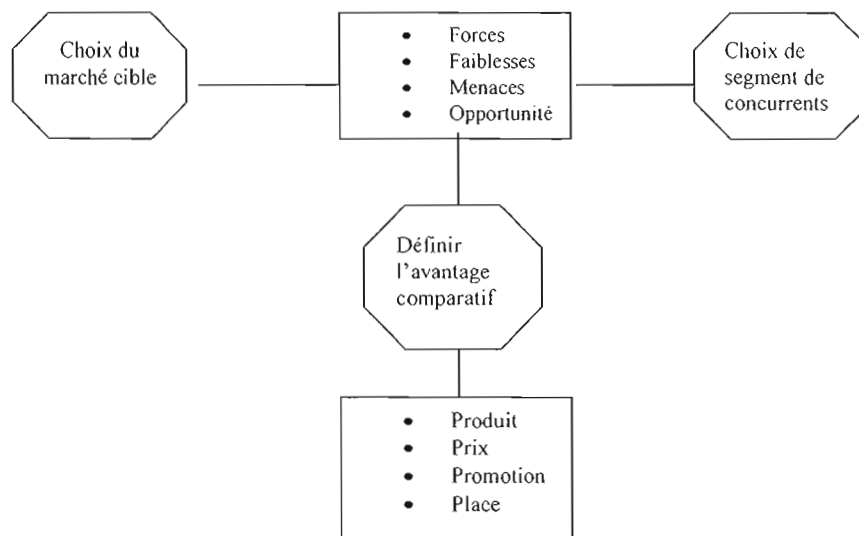 Choix du
marché cible
• Forces
• Faiblesses
• Menaces
• Opportunité
Choix de
segment de
concurrents
Définir
l'avantage
comparatif
• Produit
• Prix
• Promotion
• Place